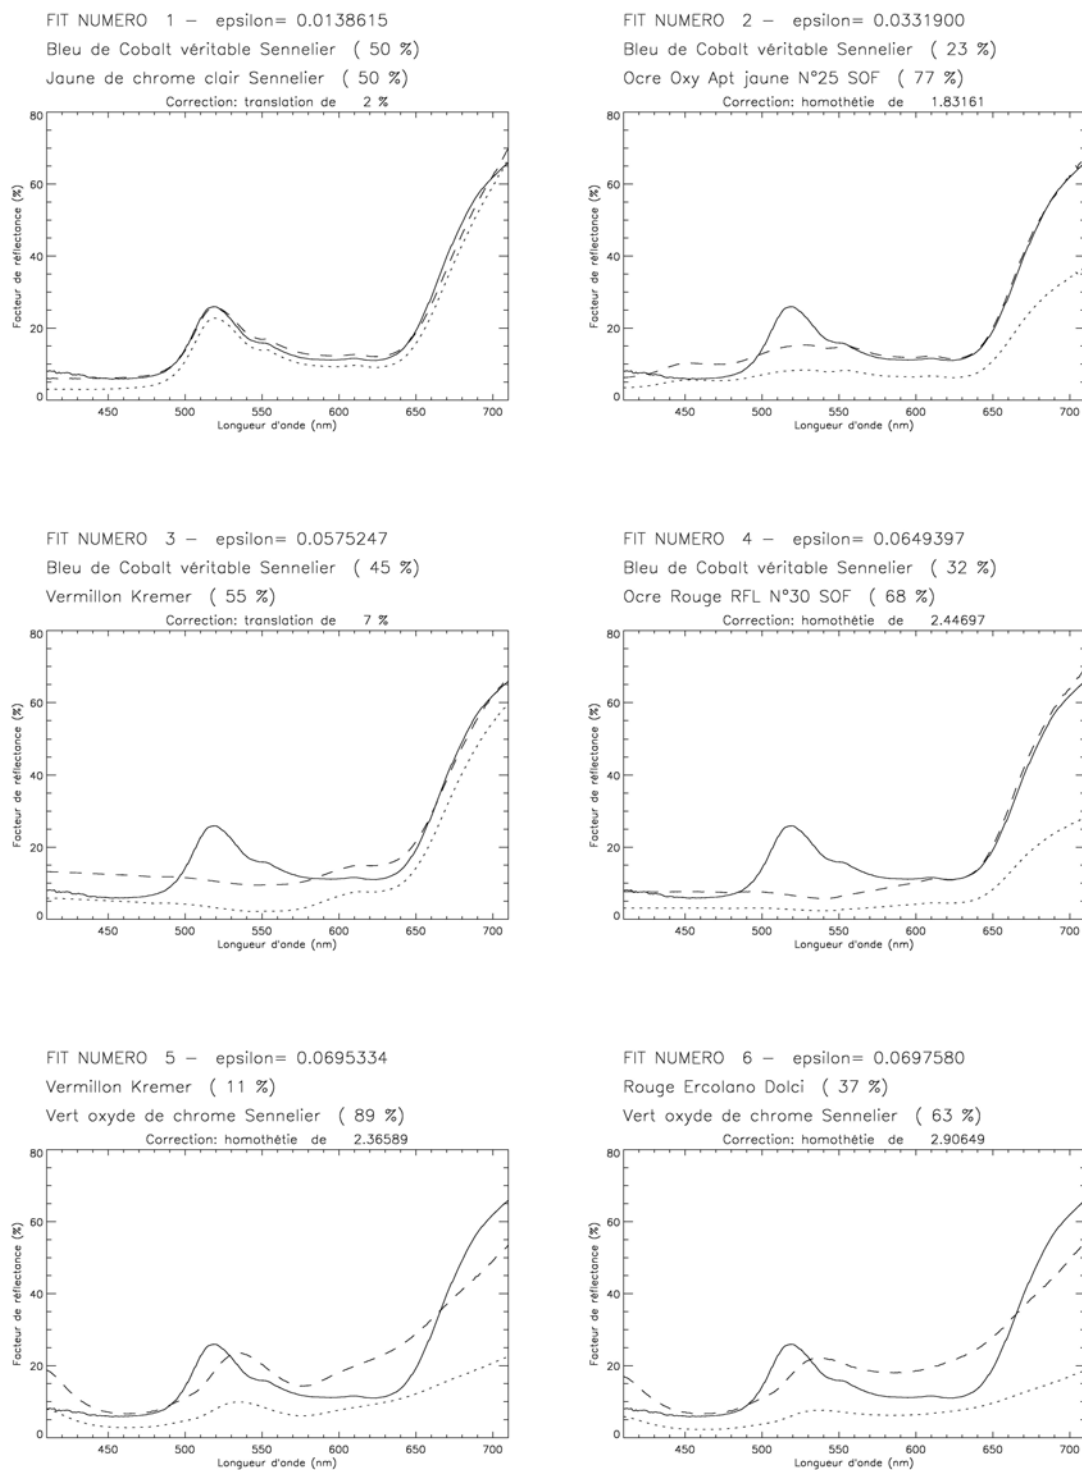 FIT NUMERO 1 - epsilon= 0.0138615
Bleu de Cobalt véritable Sennelier ( 50 %)
Jaune de chrome clair Sennelier ( 50 %)
Correction: translation de 2 %
80
60
40
20
0
Facteur de réflectance (%)
450 500 550 600 650 700
Longueur d'onde (nm)
FIT NUMERO 2 - epsilon= 0.0331900
Bleu de Cobalt véritable Sennelier ( 23 %)
Ocre Oxy Apt jaune N°25 SOF ( 77 %)
Correction: homothétie de 1.83161
80
60
40
20
0
Facteur de réflectance (%)
450 500 550 600 650 700
Longueur d'onde (nm)
FIT NUMERO 3 - epsilon= 0.0575247
Bleu de Cobalt véritable Sennelier ( 45 %)
Vermillon Kremer ( 55 %)
Correction: translation de 7 %
80
60
40
20
0
Facteur de réflectance (%)
450 500 550 600 650 700
Longueur d'onde (nm)
FIT NUMERO 4 - epsilon= 0.0649397
Bleu de Cobalt véritable Sennelier ( 32 %)
Ocre Rouge RFL N°30 SOF ( 68 %)
Correction: homothétie de 2.44697
80
60
40
20
0
Facteur de réflectance (%)
450 500 550 600 650 700
Longueur d'onde (nm)
FIT NUMERO 5 - epsilon= 0.0695334
Vermillon Kremer ( 11 %)
Vert oxyde de chrome Sennelier ( 89 %)
Correction: homothétie de 2.36589
80
60
40
20
0
Facteur de réflectance (%)
450 500 550 600 650 700
Longueur d'onde (nm)
FIT NUMERO 6 - epsilon= 0.0697580
Rouge Ercolano Dolci ( 37 %)
Vert oxyde de chrome Sennelier ( 63 %)
Correction: homothétie de 2.90649
80
60
40
20
0
Facteur de réflectance (%)
450 500 550 600 650 700
Longueur d'onde (nm)